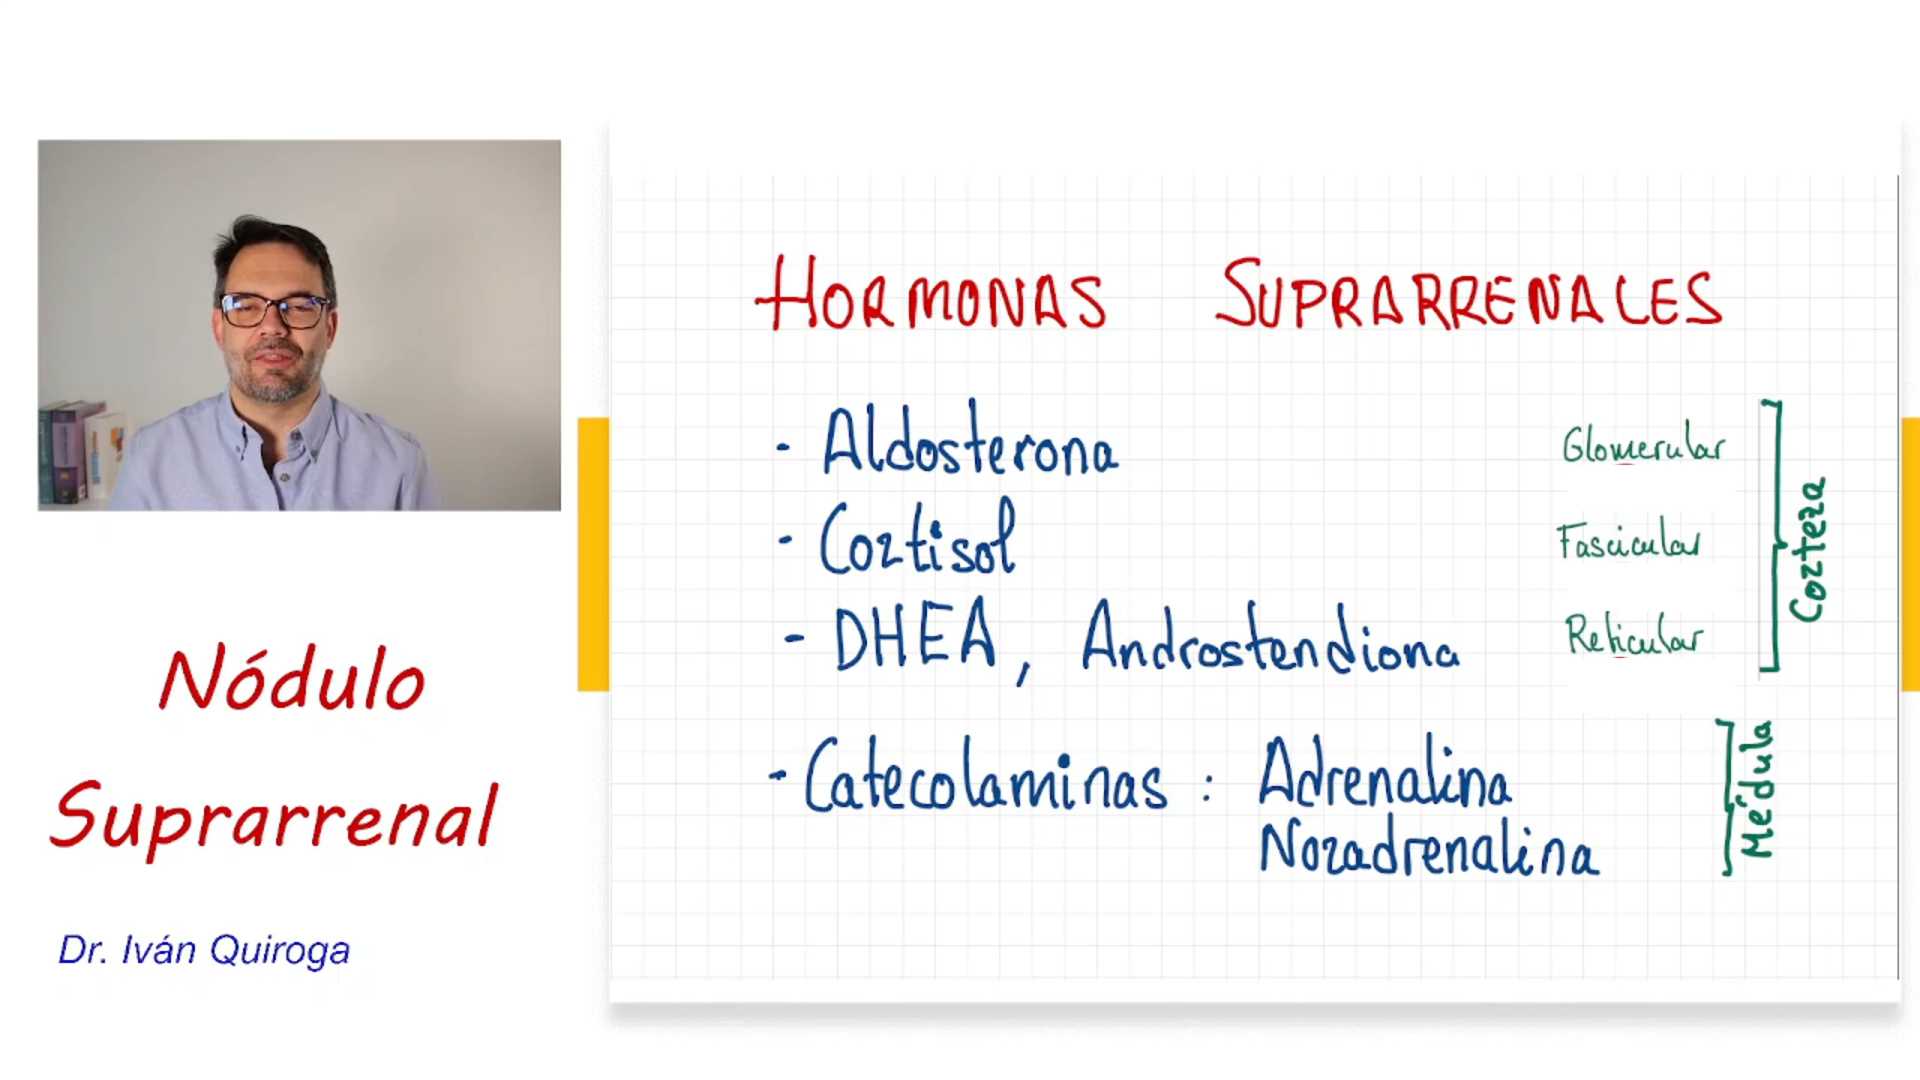 Nódulo
Suprarrenal
Dr. Iván Quiroga
HORMONAS SUPRARRENALES
- Aldosterona Glomerular
- Cortisol Fascicular
- DHEA, Androstendiona Reticular
Corteza
- Catecolaminas : Adrenalina
Noradrenalina
Médula